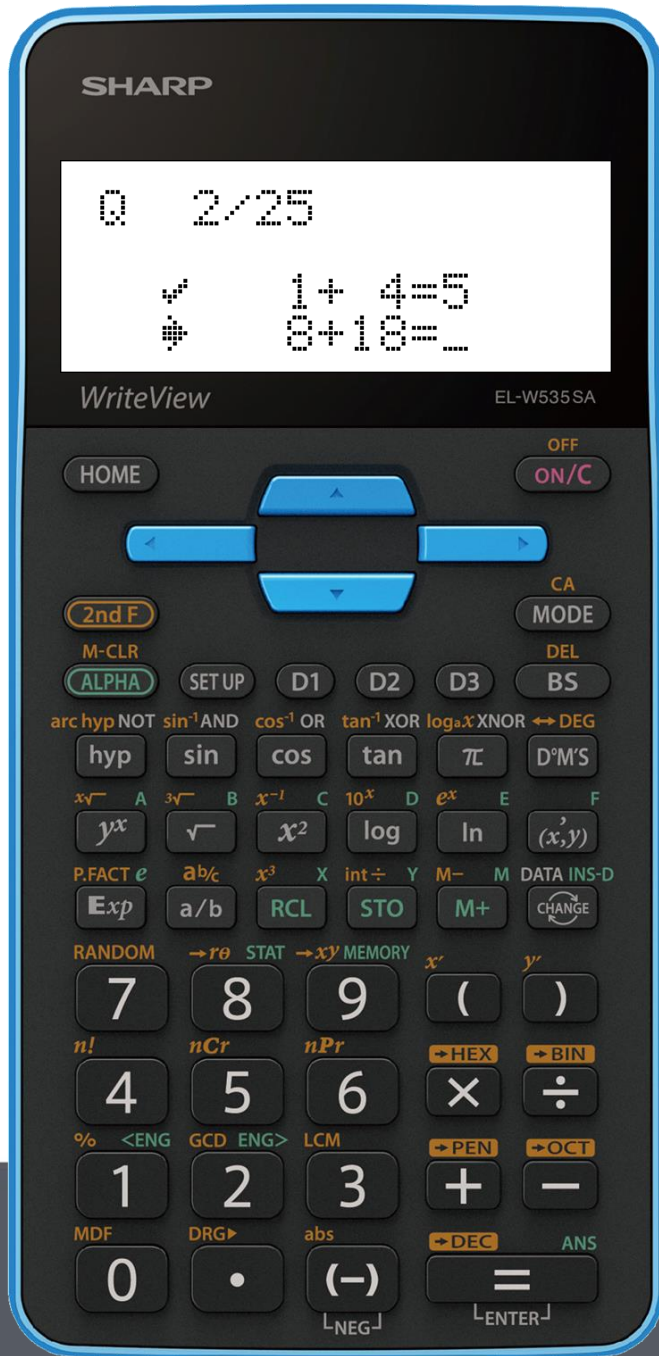 SHARP
Q 2/25
✓ 1+ 4=5
➔ 8+18=_
WriteView EL-W535SA
OFF
HOME ON/C
CA
2nd F MODE
M-CLR DEL
ALPHA SET UP D1 D2 D3 BS
arc hyp NOT sin⁻¹ AND cos⁻¹ OR tan⁻¹ XOR logₐx XNOR ↔DEG
hyp sin cos tan π D°M'S
ˣ√ A ³√ B x⁻¹ C 10ˣ D eˣ E F
yˣ √ x² log ln (x,y)
P.FACT e ab/c x³ X int÷ Y M− M DATA INS-D
Exp a/b RCL STO M+ CHANGE
RANDOM →rθ STAT →xy MEMORY x′ y′
7 8 9 ( )
n! nCr nPr →HEX →BIN
4 5 6 × ÷
% <ENG GCD ENG> LCM →PEN →OCT
1 2 3 + −
MDF DRG▸ abs →DEC ANS
0 • (−) =
NEG ENTER